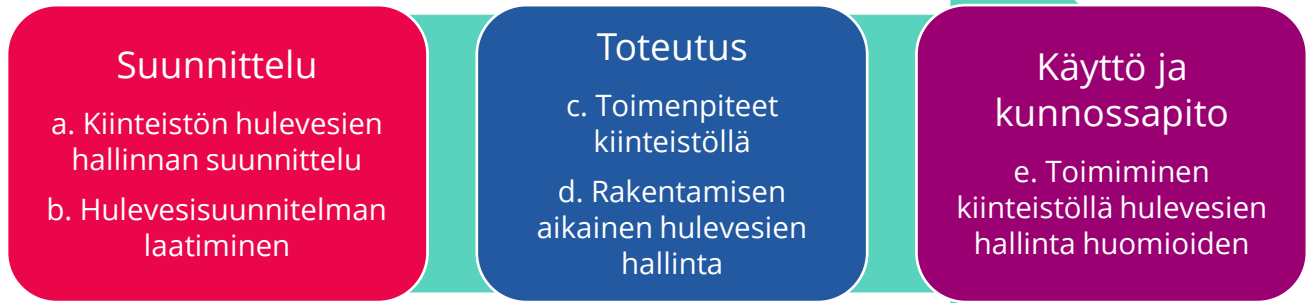 Suunnittelu
a. Kiinteistön hulevesien
hallinnan suunnittelu
b. Hulevesisuunnitelman
laatiminen
Toteutus
c. Toimenpiteet
kiinteistöllä
d. Rakentamisen
aikainen hulevesien
hallinta
Käyttö ja
kunnossapito
e. Toimiminen
kiinteistöllä hulevesien
hallinta huomioiden